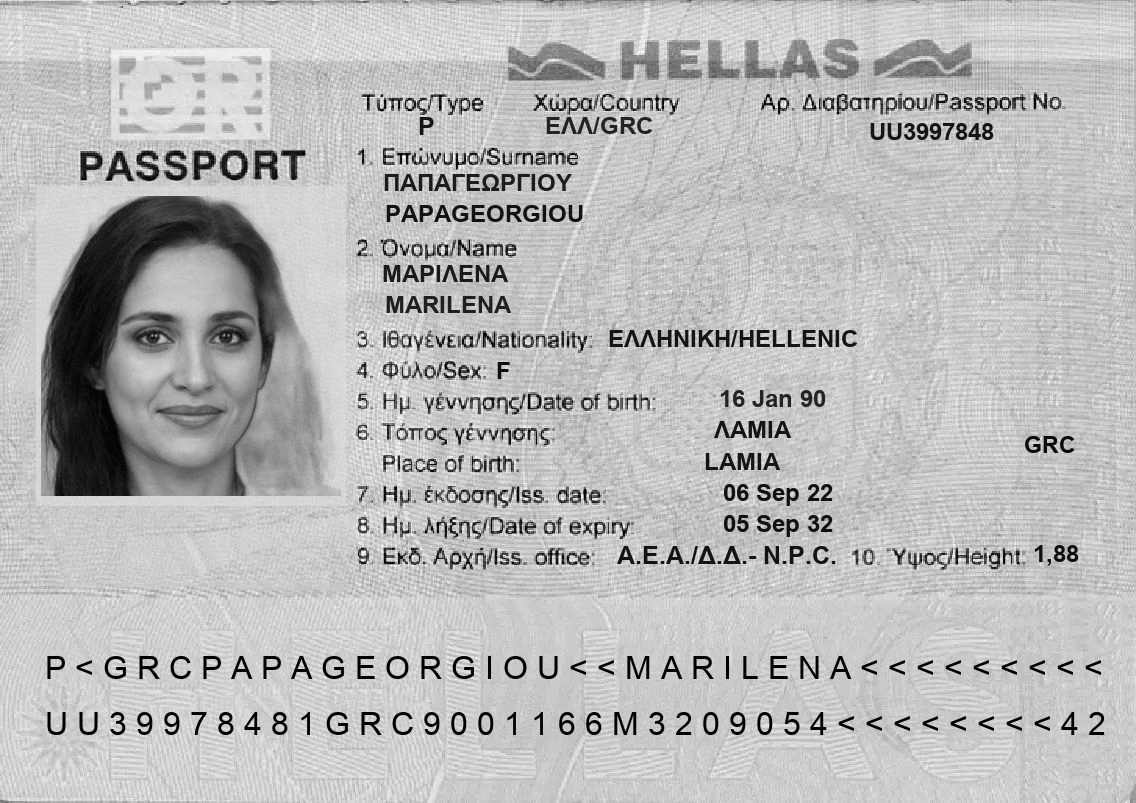 HELLAS
GR
PASSPORT
Τύπος/Type Χώρα/Country Αρ. Διαβατηρίου/Passport No.
P ΕΛΛ/GRC UU3997848
1. Επώνυμο/Surname
ΠΑΠΑΓΕΩΡΓΙΟΥ
PAPAGEORGIOU
2. Όνομα/Name
ΜΑΡΙΛΕΝΑ
MARILENA
3. Ιθαγένεια/Nationality: ΕΛΛΗΝΙΚΗ/HELLENIC
4. Φύλο/Sex: F
5. Ημ. γέννησης/Date of birth: 16 Jan 90
6. Τόπος γέννησης: ΛΑΜΙΑ
GRC
Place of birth: LAMIA
7. Ημ. έκδοσης/Iss. date: 06 Sep 22
8. Ημ. λήξης/Date of expiry: 05 Sep 32
9 Εκδ. Αρχή/Iss. office: Α.Ε.Α./Δ.Δ.- N.P.C. 10. Ύψος/Height: 1,88
HELLAS
P<GRCPAPAGEORGIOU<<MARILENA<<<<<<<<<
UU39978481GRC9001166M3209054<<<<<<<<42